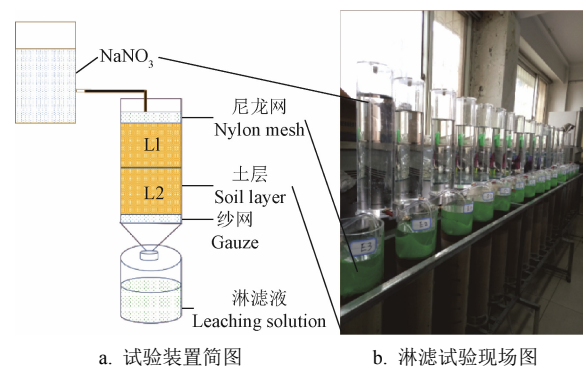 NaNO₃
尼龙网
Nylon mesh
L1
L2
土层
Soil layer
纱网
Gauze
淋滤液
Leaching solution
a. 试验装置简图
b. 淋滤试验现场图